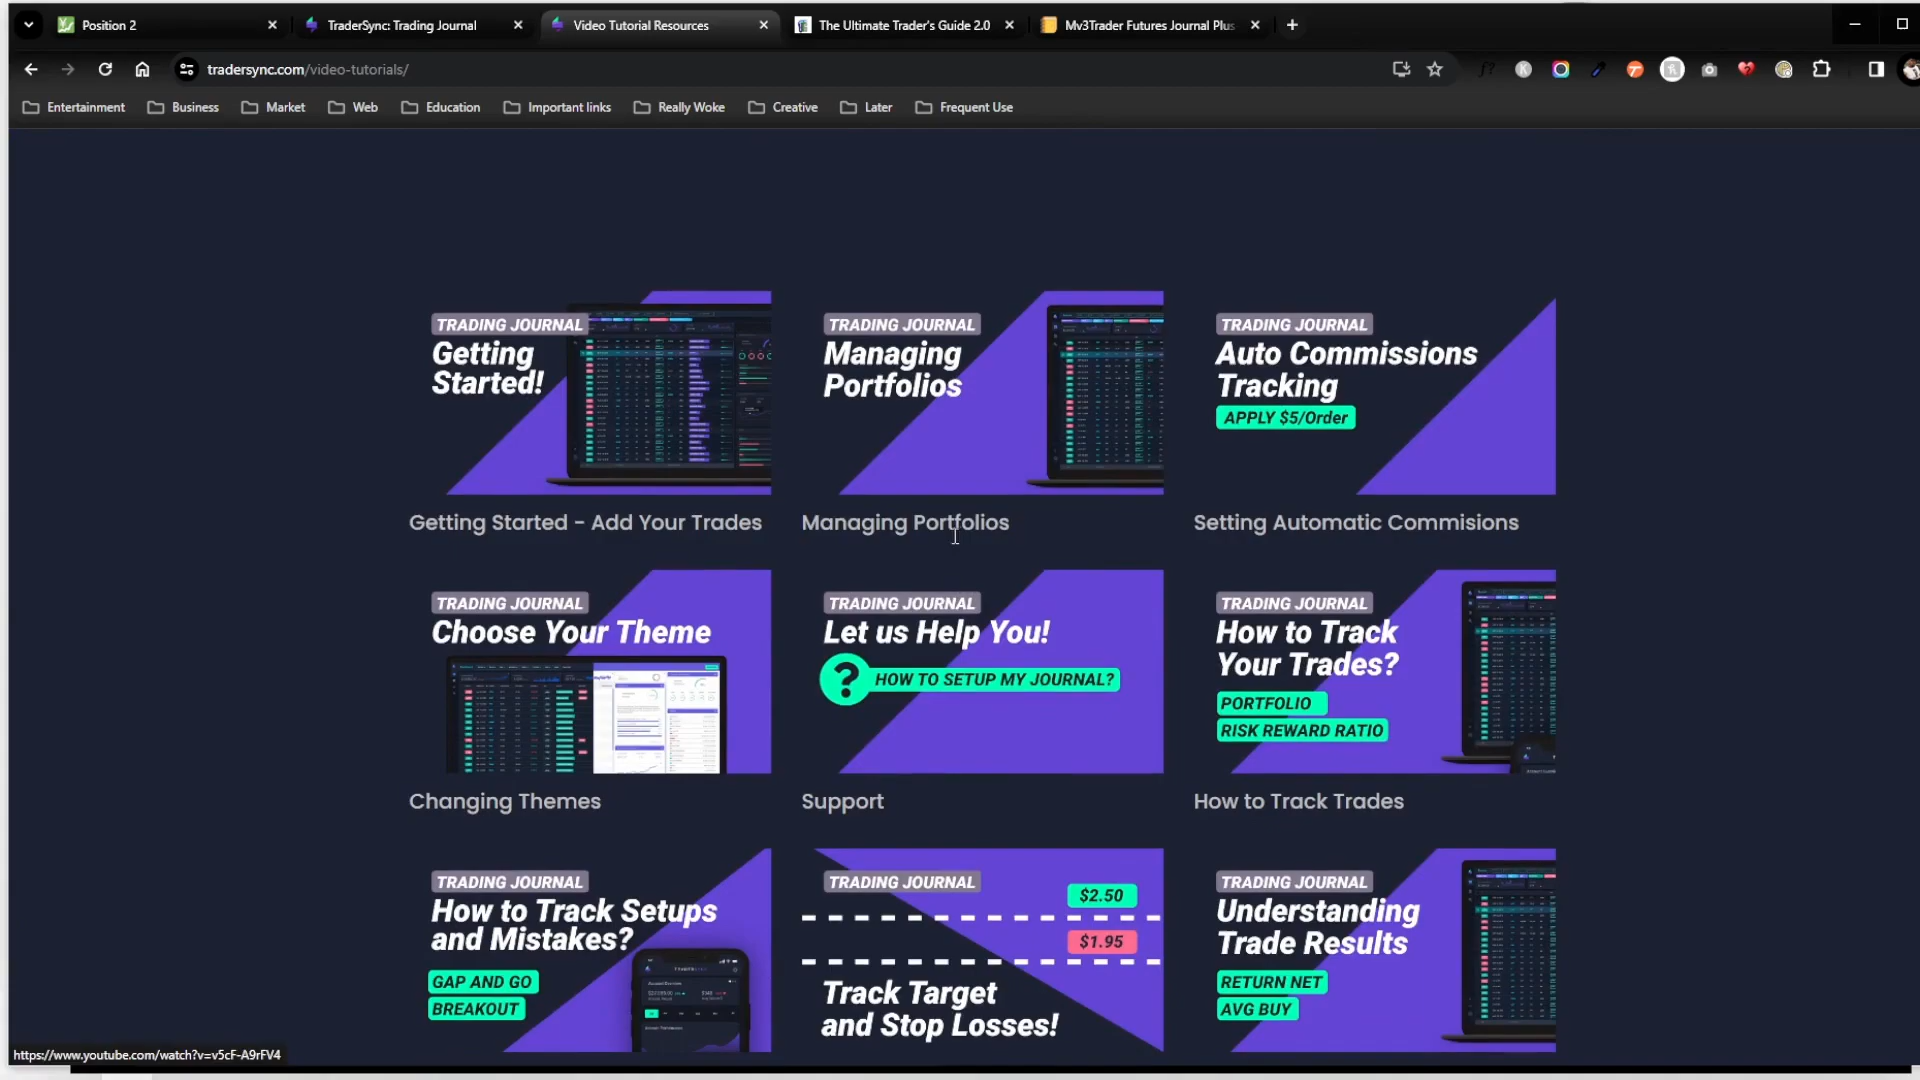 Position 2
TraderSync: Trading Journal
Video Tutorial Resources
The Ultimate Trader's Guide 2.0
Mv3Trader Futures Journal Plus
tradersync.com/video-tutorials/
Entertainment
Business
Market
Web
Education
Important links
Really Woke
Creative
Later
Frequent Use
TRADING JOURNAL
Getting
Started!
Getting Started - Add Your Trades
TRADING JOURNAL
Managing
Portfolios
Managing Portfolios
TRADING JOURNAL
Auto Commissions
Tracking
APPLY $5/Order
Setting Automatic Commisions
TRADING JOURNAL
Choose Your Theme
Changing Themes
TRADING JOURNAL
Let us Help You!
? HOW TO SETUP MY JOURNAL?
Support
TRADING JOURNAL
How to Track
Your Trades?
PORTFOLIO
RISK REWARD RATIO
How to Track Trades
TRADING JOURNAL
How to Track Setups
and Mistakes?
GAP AND GO
BREAKOUT
TRADING JOURNAL
$2.50
$1.95
Track Target
and Stop Losses!
TRADING JOURNAL
Understanding
Trade Results
RETURN NET
AVG BUY
https://www.youtube.com/watch?v=v5cF-A9rFV4